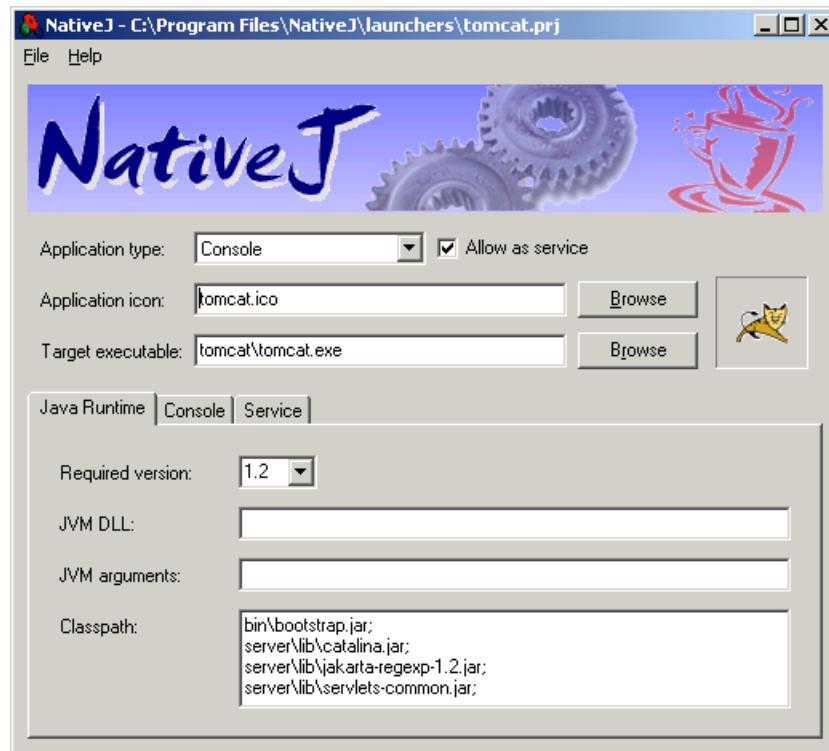 NativeJ - C:\Program Files\NativeJ\launchers\tomcat.prj
File Help
NativeJ
Application type: Console Allow as service
Application icon: tomcat.ico Browse
Target executable: tomcat\tomcat.exe Browse
Java Runtime Console Service
Required version: 1.2
JVM DLL:
JVM arguments:
Classpath: bin\bootstrap.jar;
server\lib\catalina.jar;
server\lib\jakarta-regexp-1.2.jar;
server\lib\servlets-common.jar;